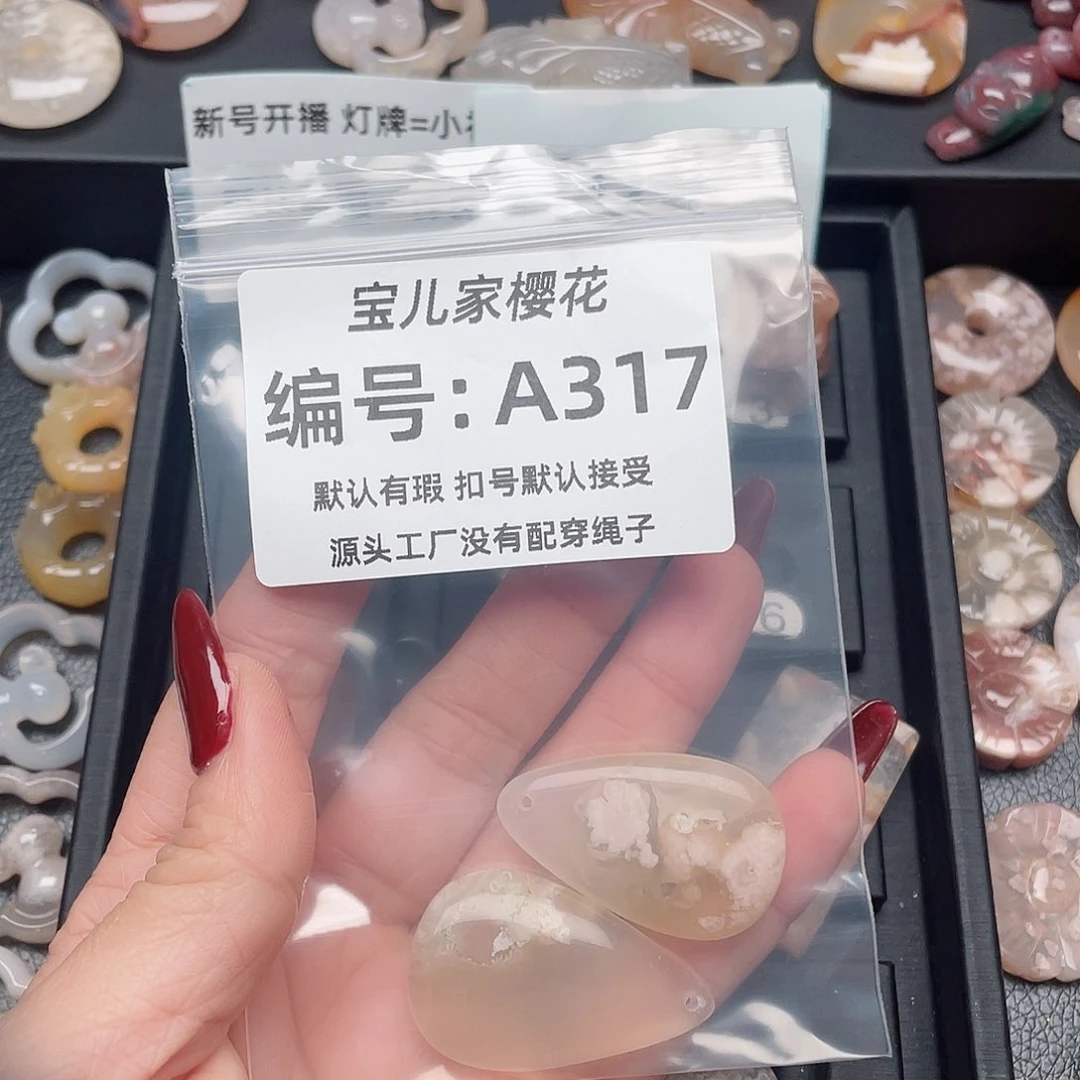 新号开播 灯牌=小
宝儿家樱花
编号:A317
默认有瑕 扣号默认接受
源头工厂没有配穿绳子
6